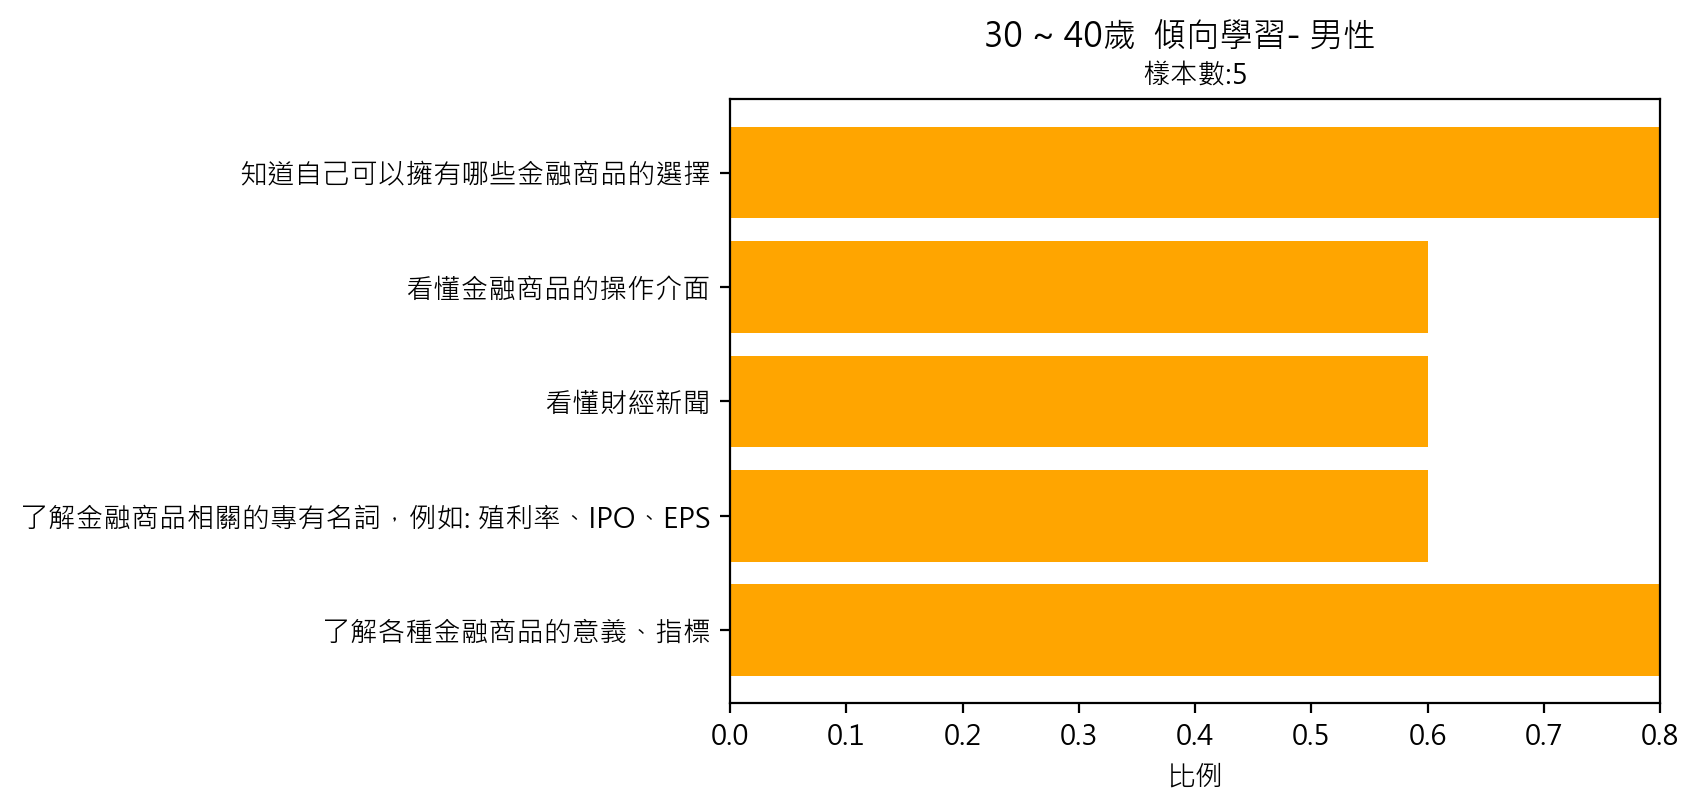 30 ~ 40歲 傾向學習- 男性
樣本數:5
知道自己可以擁有哪些金融商品的選擇
看懂金融商品的操作介面
看懂財經新聞
了解金融商品相關的專有名詞，例如: 殖利率、IPO、EPS
了解各種金融商品的意義、指標
0.0 0.1 0.2 0.3 0.4 0.5 0.6 0.7 0.8
比例